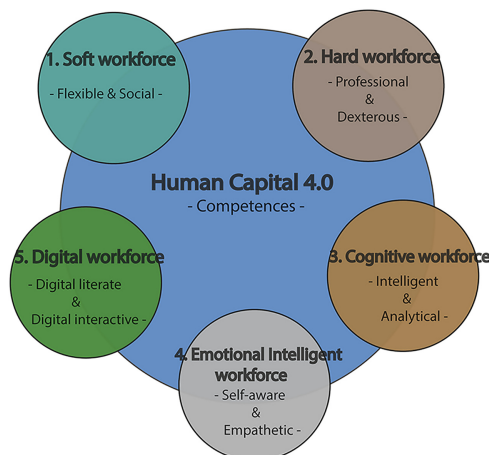 1. Soft workforce
- Flexible & Social -
2. Hard workforce
- Professional
&
Dexterous -
Human Capital 4.0
- Competences -
3. Cognitive workforce
- Intelligent
&
Analytical -
4. Emotional Intelligent
workforce
- Self-aware
&
Empathetic -
5. Digital workforce
- Digital literate
&
Digital interactive -